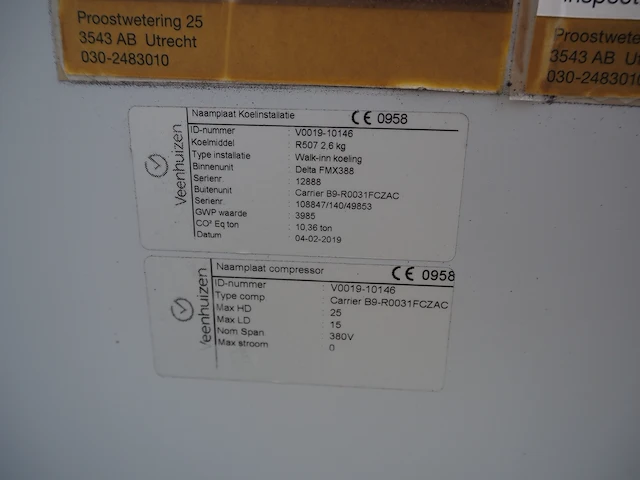 Proostwetering 25
3543 AB Utrecht
030-2483010
Proostwete
3543 AB U
030-2483010
Veenhuizen
Naamplaat Koelinstallatie CE 0958
ID-nummer : V0019-10146
Koelmiddel : R507 2,6 kg
Type installatie : Walk-inn koeling
Binnenunit : Delta FMX388
Serienr : 12888
Buitenunit : Carrier B9-R0031FCZAC
Serienr : 108847/140/49853
GWP waarde : 3985
CO² Eq ton : 10,36 ton
Datum : 04-02-2019
Veenhuizen
Naamplaat compressor CE 0958
ID-nummer : V0019-10146
Type comp : Carrier B9-R0031FCZAC
Max HD : 25
Max LD : 15
Nom Span : 380V
Max stroom : 0